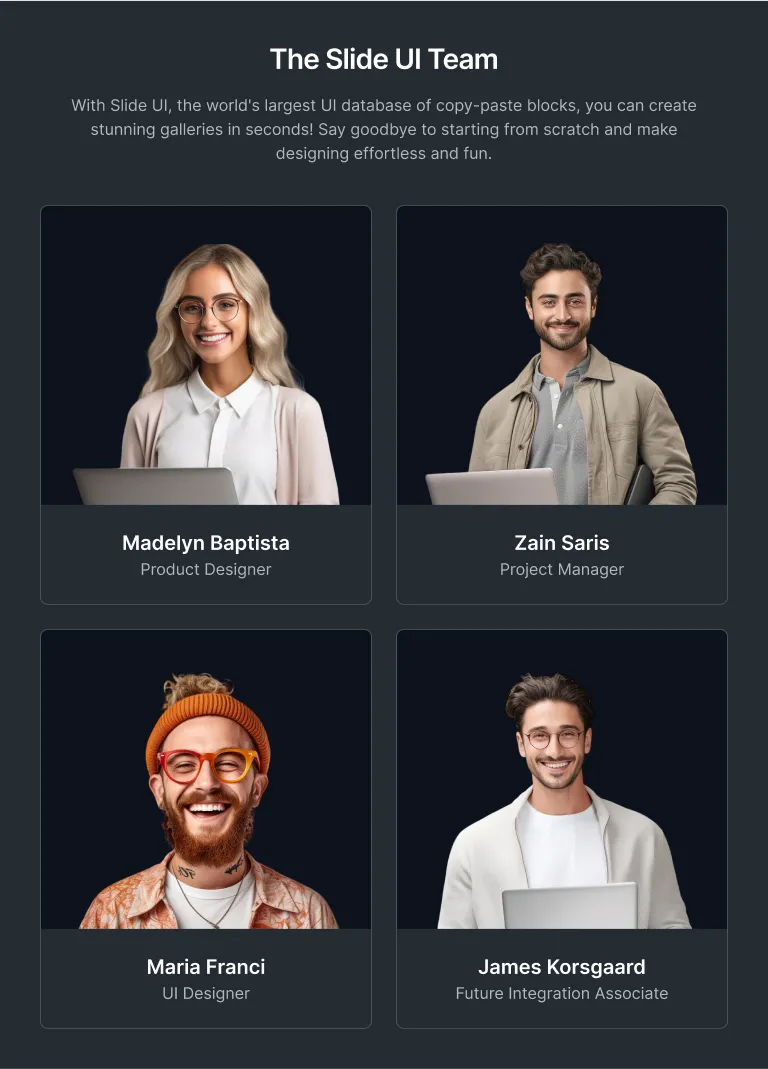 The Slide UI Team
With Slide UI, the world's largest UI database of copy-paste blocks, you can create
stunning galleries in seconds! Say goodbye to starting from scratch and make
designing effortless and fun.
Madelyn Baptista
Product Designer
Zain Saris
Project Manager
Maria Franci
UI Designer
James Korsgaard
Future Integration Associate